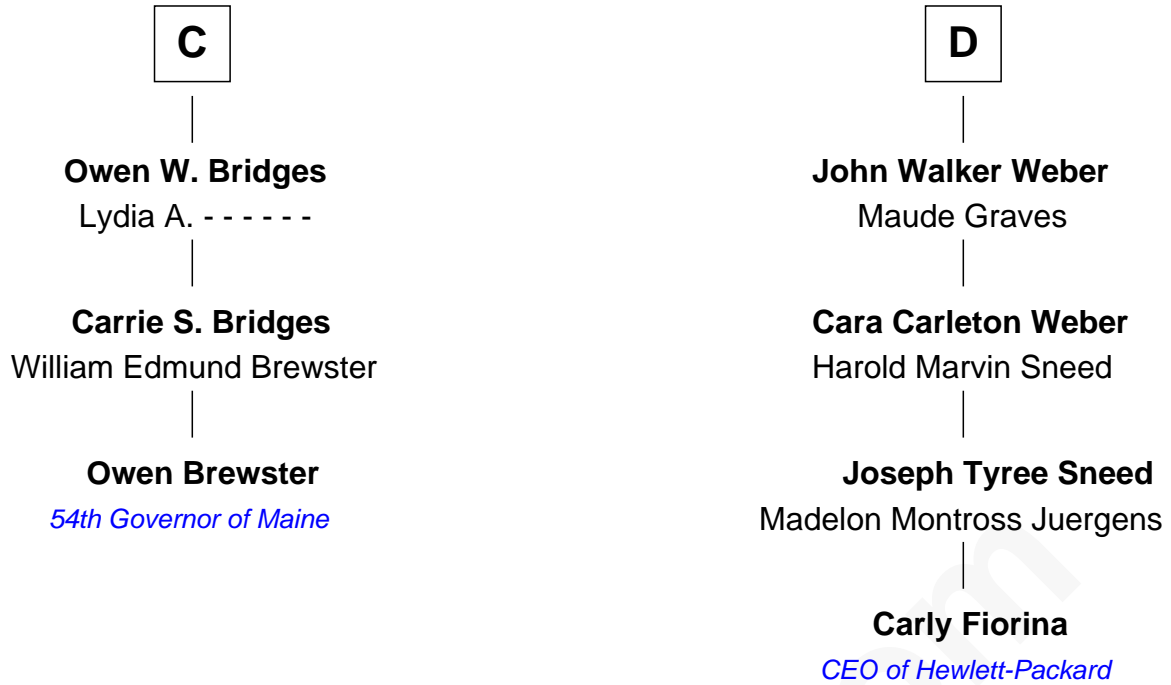 C
Owen W. Bridges
Lydia A. - - - - - -
Carrie S. Bridges
William Edmund Brewster
Owen Brewster
54th Governor of Maine
D
John Walker Weber
Maude Graves
Cara Carleton Weber
Harold Marvin Sneed
Joseph Tyree Sneed
Madelon Montross Juergens
Carly Fiorina
CEO of Hewlett-Packard